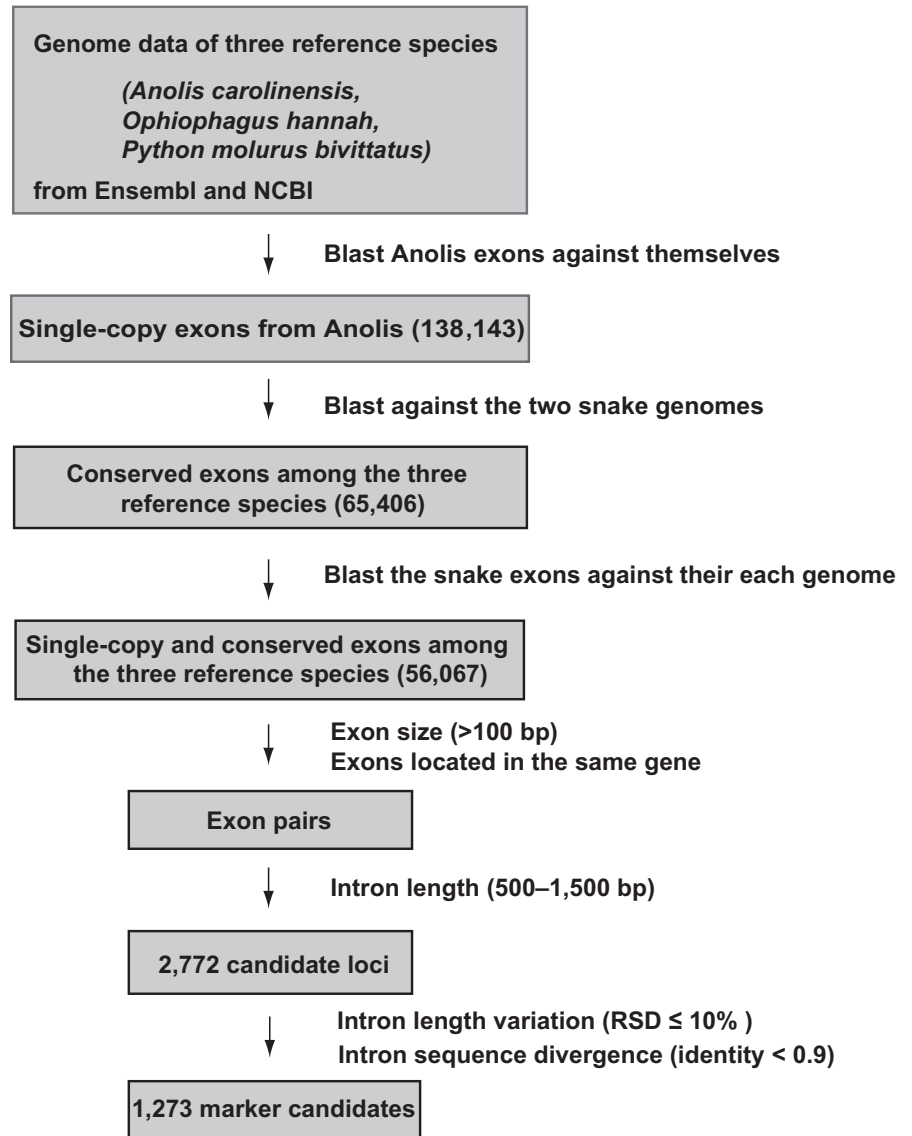 Genome data of three reference species
(Anolis carolinensis,
Ophiophagus hannah,
Python molurus bivittatus)
from Ensembl and NCBI
Blast Anolis exons against themselves
Single-copy exons from Anolis (138,143)
Blast against the two snake genomes
Conserved exons among the three
reference species (65,406)
Blast the snake exons against their each genome
Single-copy and conserved exons among
the three reference species (56,067)
Exon size (>100 bp)
Exons located in the same gene
Exon pairs
Intron length (500–1,500 bp)
2,772 candidate loci
Intron length variation (RSD ≤ 10% )
Intron sequence divergence (identity < 0.9)
1,273 marker candidates